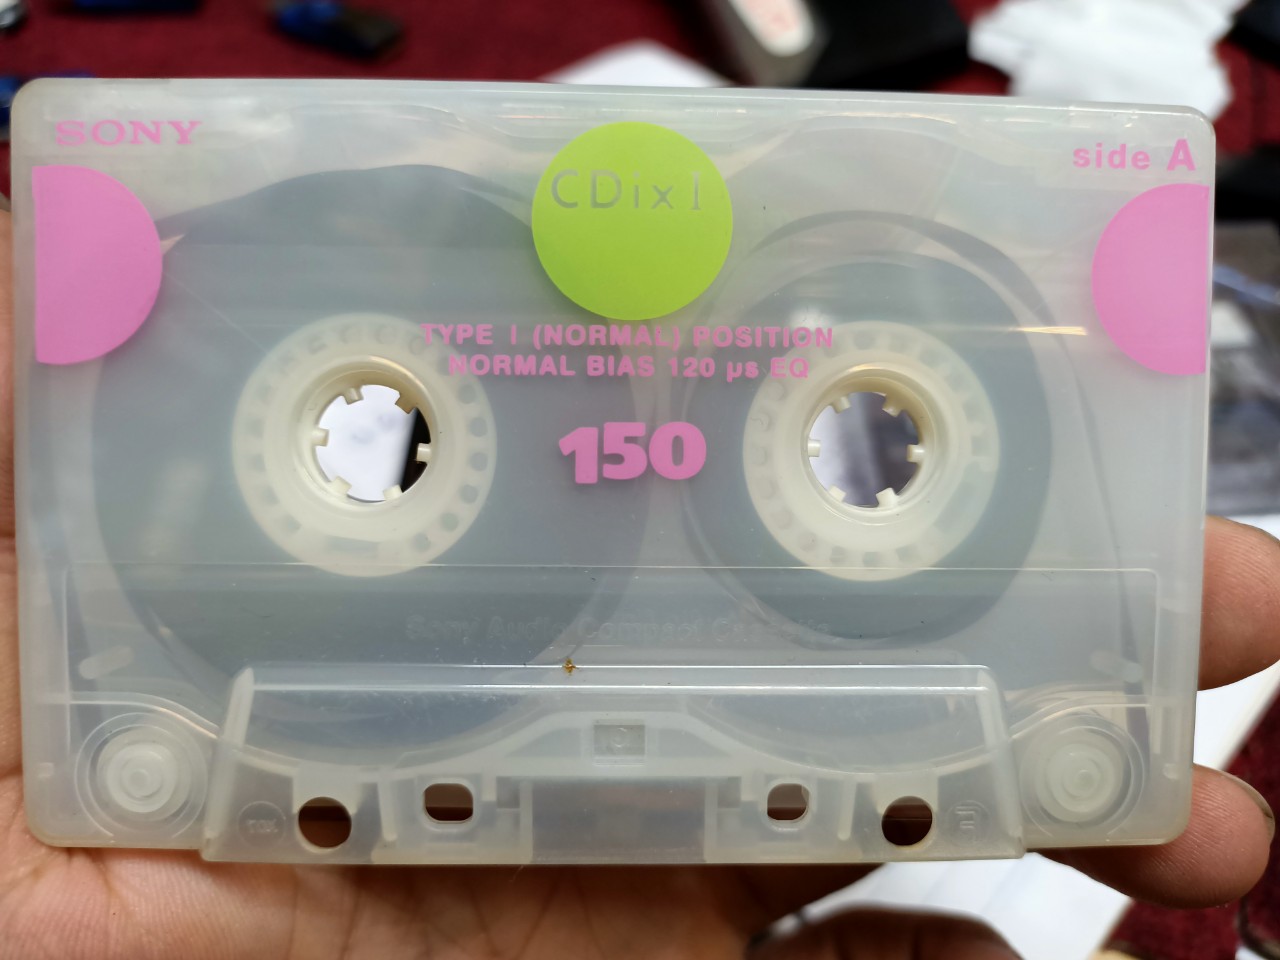 SONY
side A
CDix I
TYPE I (NORMAL) POSITION
NORMAL BIAS 120 µs EQ
150
Sony Audio Compact Cassette